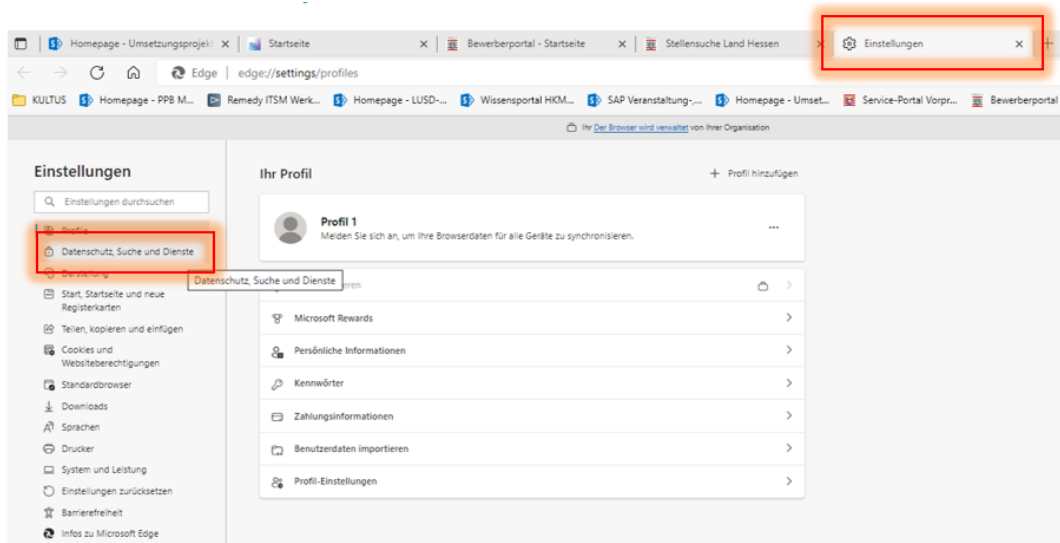 Homepage - Umsetzungsprojek
Startseite
Bewerberportal - Startseite
Stellensuche Land Hessen
Einstellungen
Edge
edge://settings/profiles
KULTUS
Homepage - PPB M...
Remedy ITSM Werk...
Homepage - LUSD-...
Wissensportal HKM...
SAP Veranstaltung-,...
Homepage - Umset...
Service-Portal Vorpr...
Bewerberportal
Ihr Der Browser wird verwaltet von Ihrer Organisation
Einstellungen
Einstellungen durchsuchen
Profile
Datenschutz, Suche und Dienste
Darstellung
Datenschutz, Suche und Dienste
Start, Startseite und neue
Registerkarten
Teilen, kopieren und einfügen
Cookies und
Websiteberechtigungen
Standardbrowser
Downloads
Sprachen
Drucker
System und Leistung
Einstellungen zurücksetzen
Barrierefreiheit
Infos zu Microsoft Edge
Ihr Profil
Profil hinzufügen
Profil 1
Melden Sie sich an, um Ihre Browserdaten für alle Geräte zu synchronisieren.
Microsoft Rewards
Persönliche Informationen
Kennwörter
Zahlungsinformationen
Benutzerdaten importieren
Profil-Einstellungen